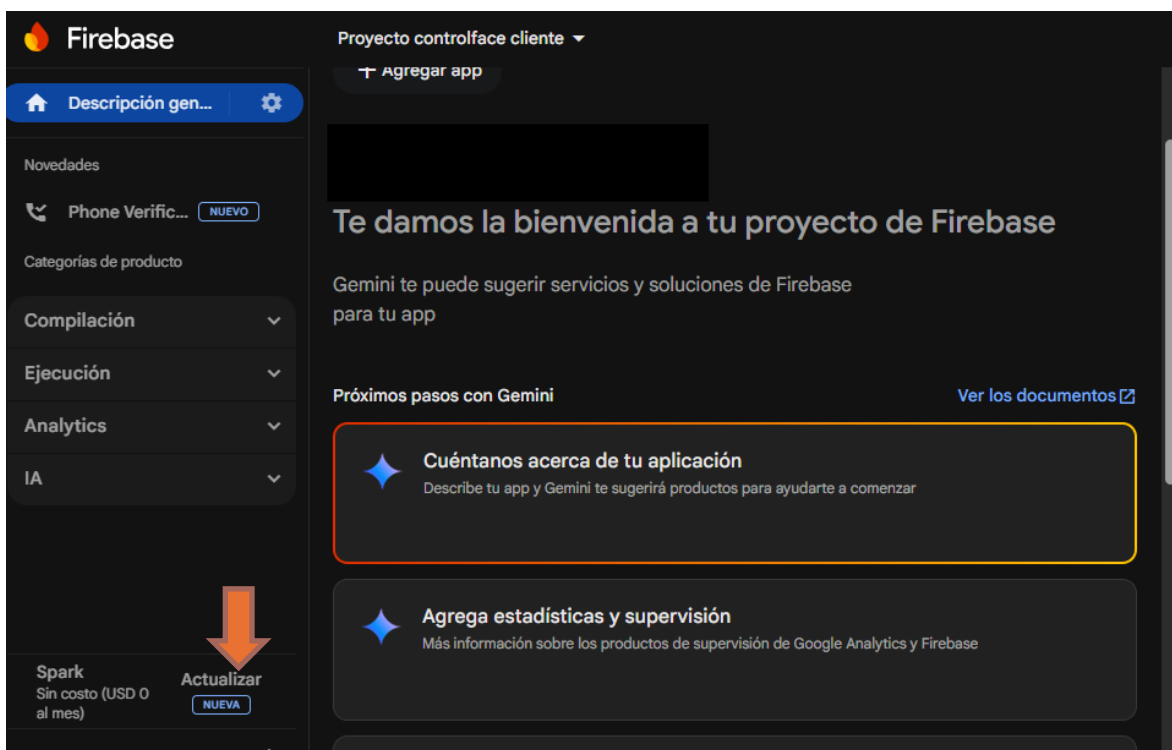 Firebase
Proyecto controlface cliente
+ Agregar app
Descripción gen...
Novedades
Phone Verific... NUEVO
Categorías de producto
Compilación
Ejecución
Analytics
IA
Spark
Sin costo (USD 0
al mes)
Actualizar
NUEVA
Te damos la bienvenida a tu proyecto de Firebase
Gemini te puede sugerir servicios y soluciones de Firebase
para tu app
Próximos pasos con Gemini
Ver los documentos
Cuéntanos acerca de tu aplicación
Describe tu app y Gemini te sugerirá productos para ayudarte a comenzar
Agrega estadísticas y supervisión
Más información sobre los productos de supervisión de Google Analytics y Firebase